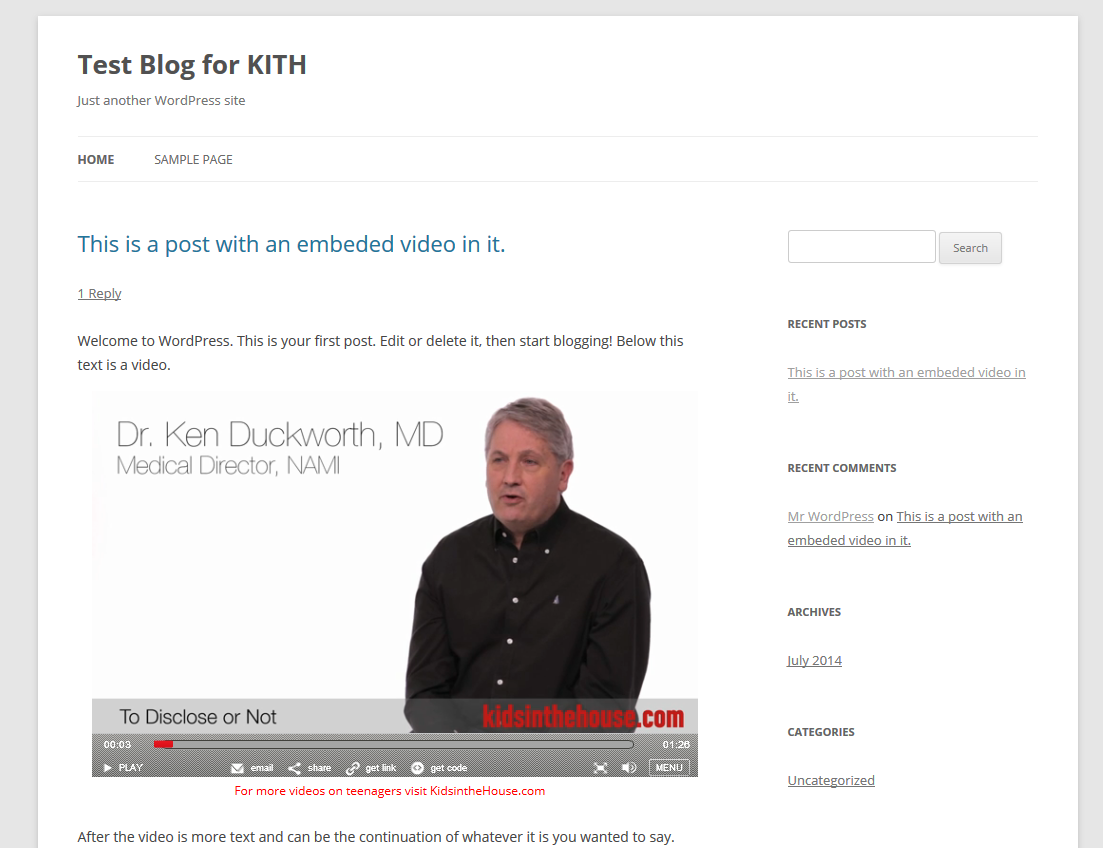 Test Blog for KITH
Just another WordPress site
HOME
SAMPLE PAGE
This is a post with an embeded video in it.
1 Reply
Welcome to WordPress. This is your first post. Edit or delete it, then start blogging! Below this
text is a video.
Dr. Ken Duckworth, MD
Medical Director, NAMI
To Disclose or Not
kidsinthehouse.com
00:03
01:26
PLAY
email
share
get link
get code
MENU
For more videos on teenagers visit KidsintheHouse.com
After the video is more text and can be the continuation of whatever it is you wanted to say.
Search
RECENT POSTS
This is a post with an embeded video in
it.
RECENT COMMENTS
Mr WordPress on This is a post with an
embeded video in it.
ARCHIVES
July 2014
CATEGORIES
Uncategorized